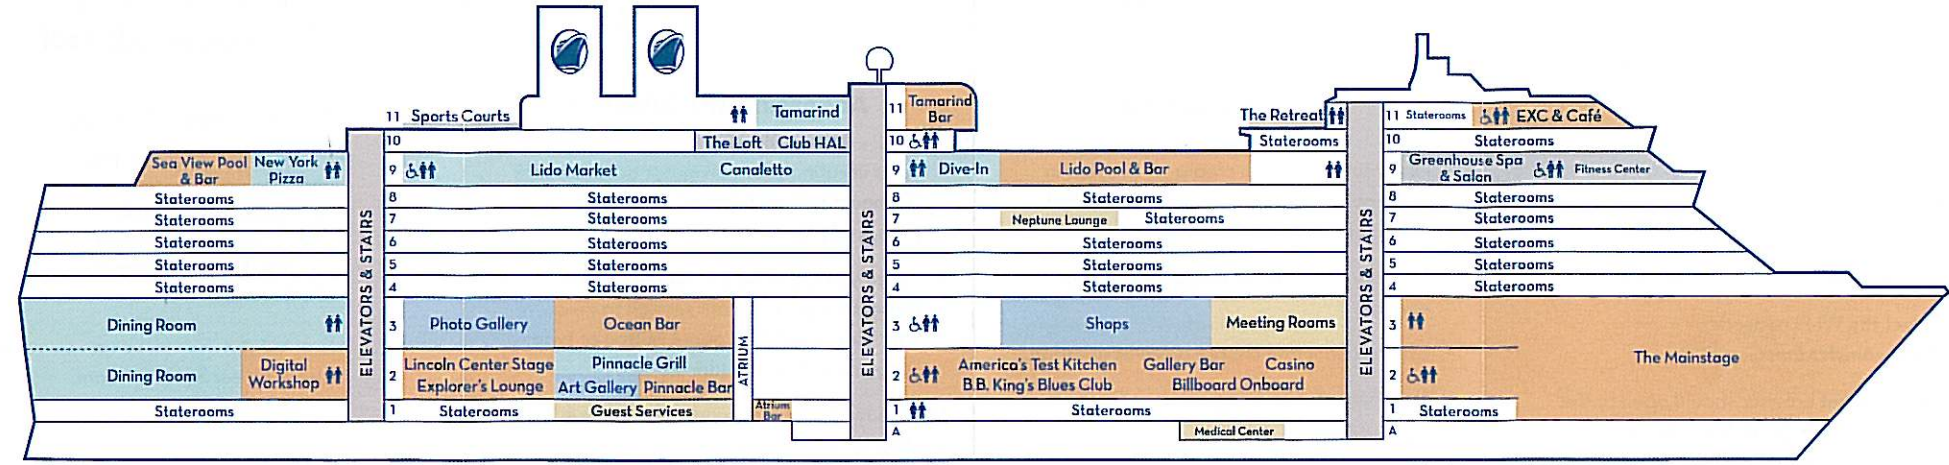 11 Sports Courts
Tamarind
11 Tamarind
Bar
The Retreat
11 Staterooms
EXC & Café
10
The Loft
Club HAL
10
Staterooms
10
Staterooms
Sea View Pool
& Bar
New York
Pizza
9
Lido Market
Canaletto
9
Dive-In
Lido Pool & Bar
9
Greenhouse Spa
& Salon
Fitness Center
Staterooms
8
Staterooms
8
Staterooms
8
Staterooms
Staterooms
7
Staterooms
7
Neptune Lounge
Staterooms
7
Staterooms
Staterooms
6
Staterooms
6
Staterooms
6
Staterooms
Staterooms
5
Staterooms
5
Staterooms
5
Staterooms
Staterooms
4
Staterooms
4
Staterooms
4
Staterooms
ELEVATORS & STAIRS
ELEVATORS & STAIRS
ELEVATORS & STAIRS
Dining Room
3
Photo Gallery
Ocean Bar
ATRIUM
3
Shops
Meeting Rooms
3
The Mainstage
Dining Room
Digital
Workshop
2
Lincoln Center Stage
Explorer's Lounge
Pinnacle Grill
Art Gallery
Pinnacle Bar
2
America's Test Kitchen
Gallery Bar
Casino
B.B. King's Blues Club
Billboard Onboard
2
Staterooms
1
Staterooms
Guest Services
Atrium
Bar
1
Staterooms
1
Staterooms
A
Medical Center
A